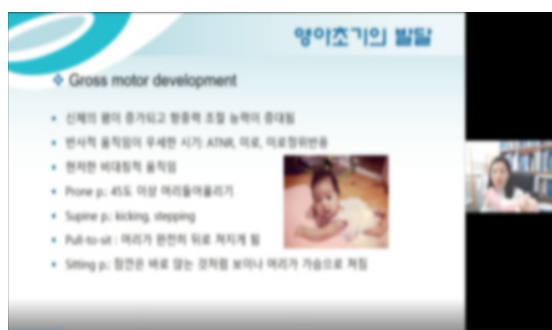 영아초기의 발달
❖ Gross motor development
• 신체의 폼이 증가되고 항중력 조절 능력이 증대됨
• 반사적 움직임이 우세한 시기: ATNR, 미로, 미로정위반응
• 현저한 비대칭적 움직임
• Prone p.: 45도 이상 머리들어올리기
• Supine p.: kicking, stepping
• Pull-to-sit : 머리가 완전히 뒤로 쳐지게 됨
• Sitting p.: 잠깐은 바로 앉는 것처럼 보이나 머리가 가슴으로 쳐짐